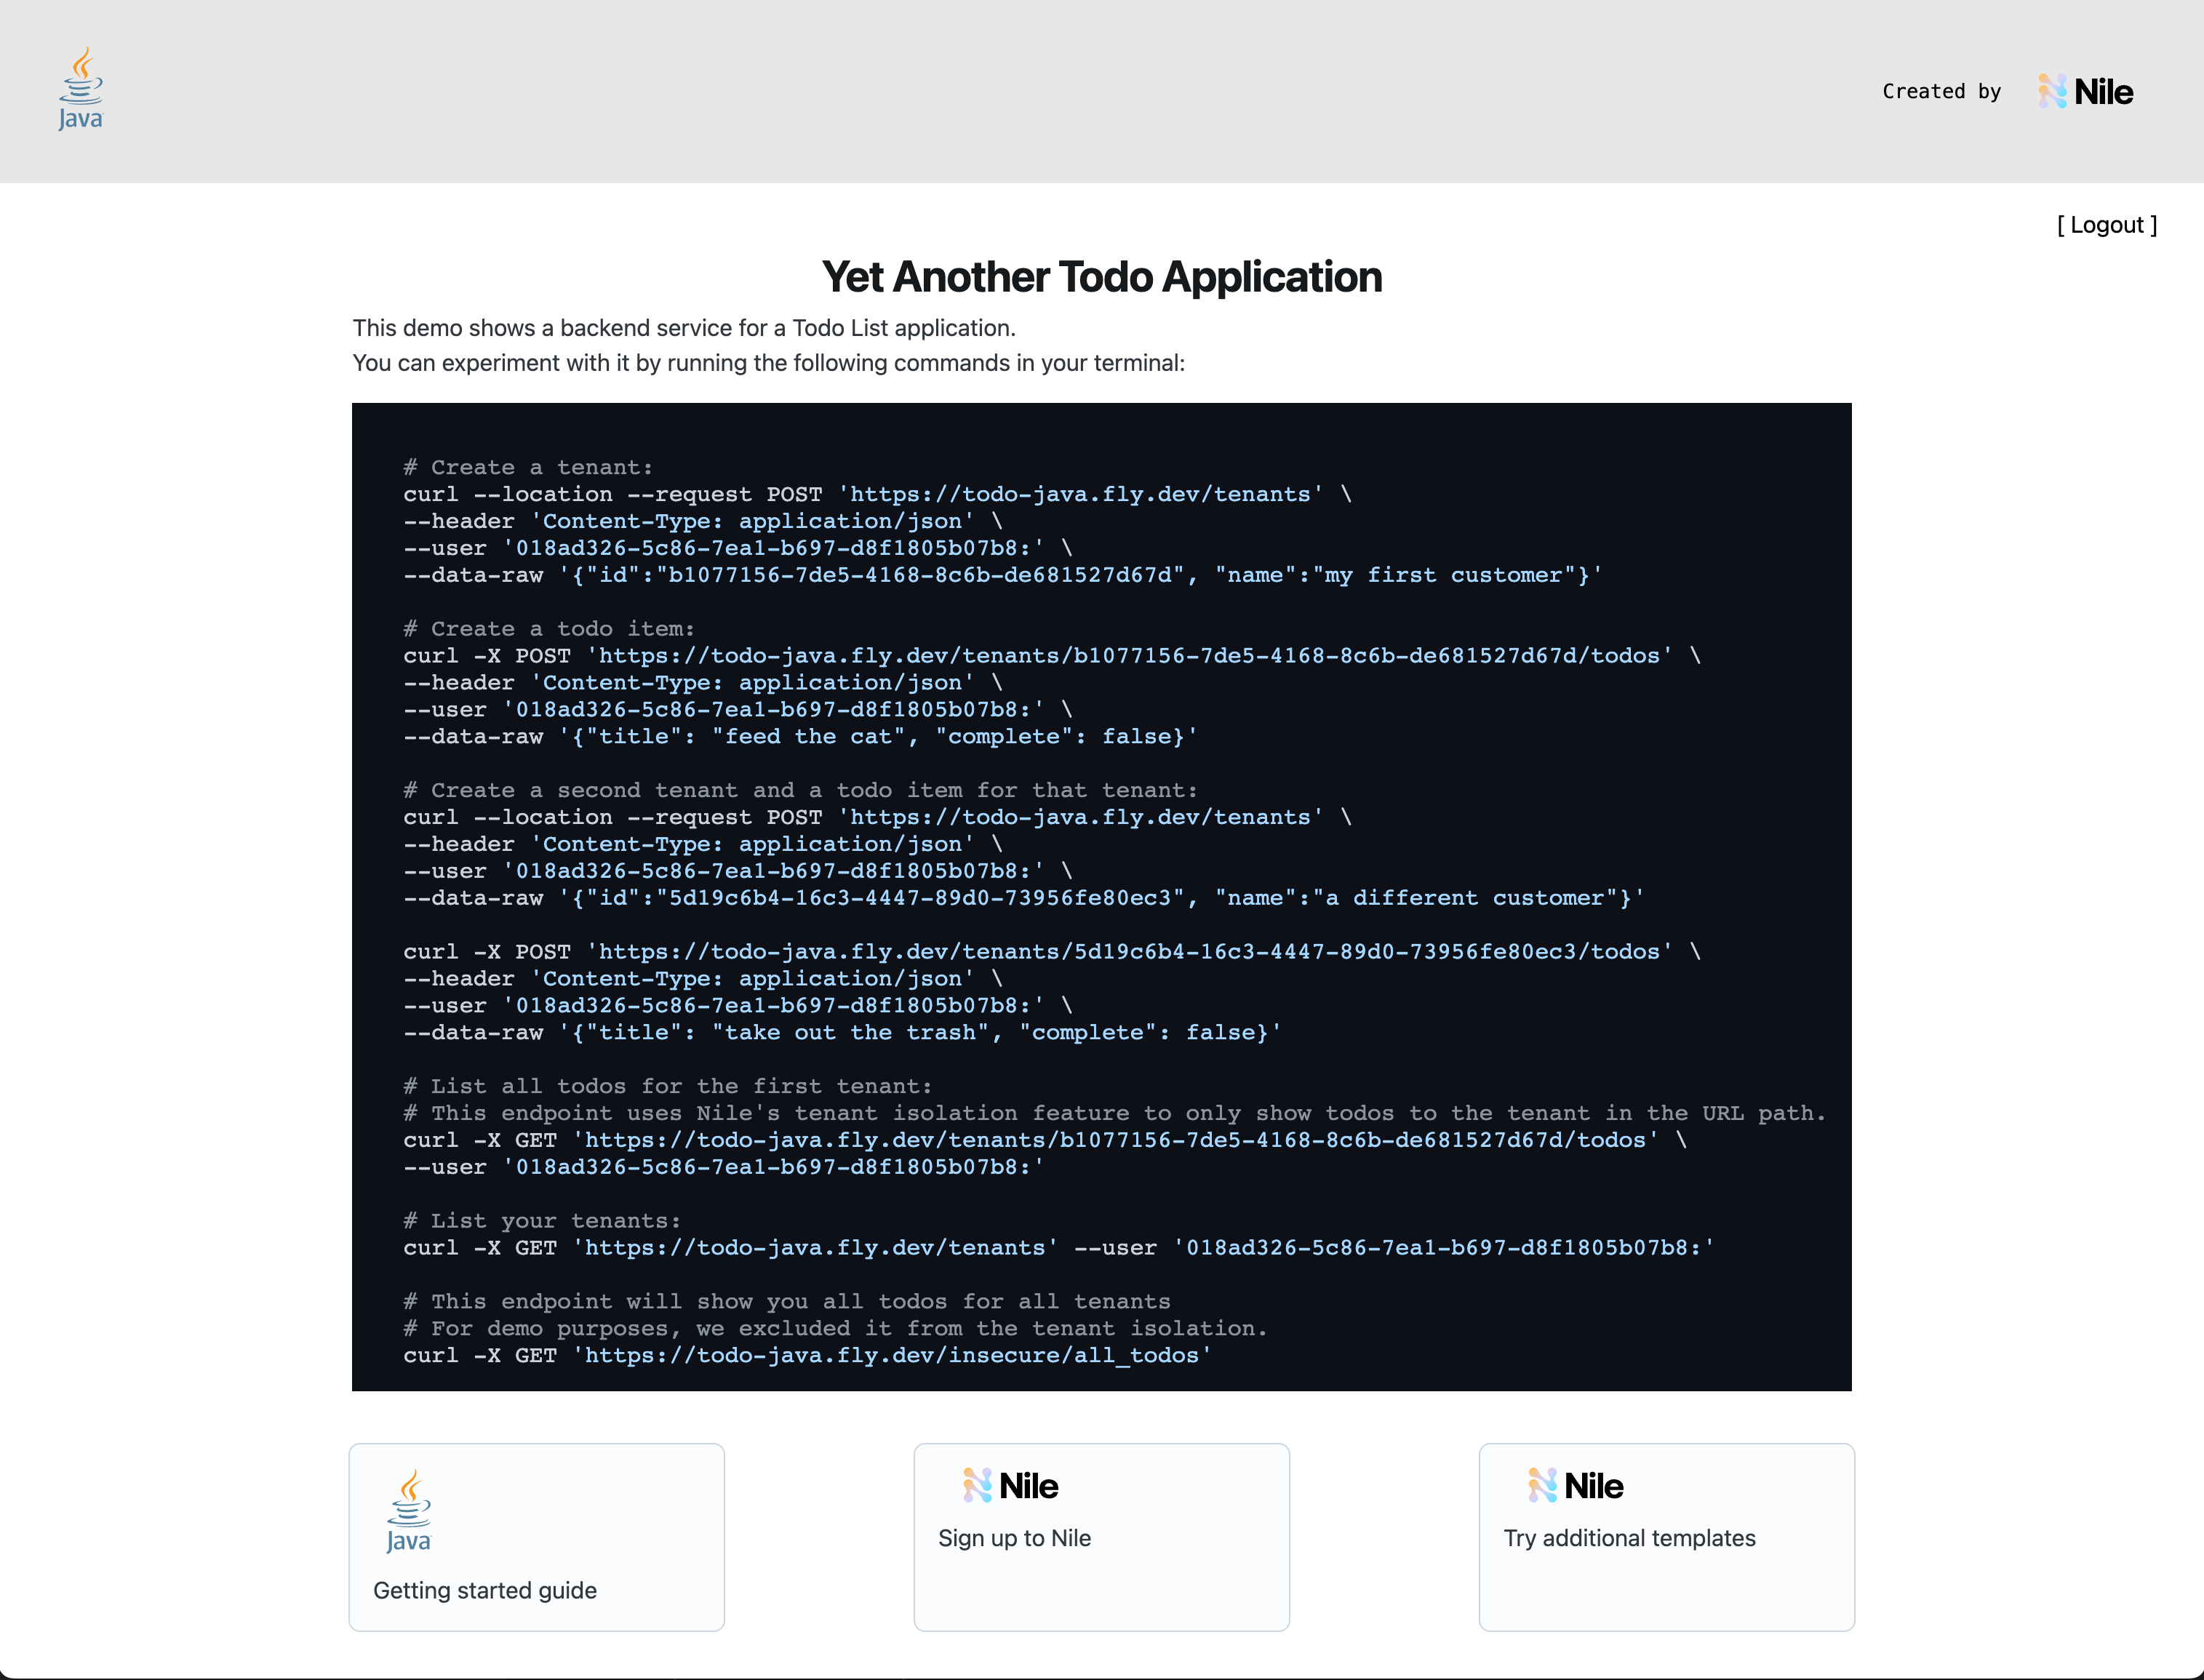 Java
Created by Nile
[ Logout ]
Yet Another Todo Application
This demo shows a backend service for a Todo List application.
You can experiment with it by running the following commands in your terminal:
# Create a tenant:
curl --location --request POST 'https://todo-java.fly.dev/tenants' \
--header 'Content-Type: application/json' \
--user '018ad326-5c86-7ea1-b697-d8f1805b07b8:' \
--data-raw '{"id":"b1077156-7de5-4168-8c6b-de681527d67d", "name":"my first customer"}'
# Create a todo item:
curl -X POST 'https://todo-java.fly.dev/tenants/b1077156-7de5-4168-8c6b-de681527d67d/todos' \
--header 'Content-Type: application/json' \
--user '018ad326-5c86-7ea1-b697-d8f1805b07b8:' \
--data-raw '{"title": "feed the cat", "complete": false}'
# Create a second tenant and a todo item for that tenant:
curl --location --request POST 'https://todo-java.fly.dev/tenants' \
--header 'Content-Type: application/json' \
--user '018ad326-5c86-7ea1-b697-d8f1805b07b8:' \
--data-raw '{"id":"5d19c6b4-16c3-4447-89d0-73956fe80ec3", "name":"a different customer"}'
curl -X POST 'https://todo-java.fly.dev/tenants/5d19c6b4-16c3-4447-89d0-73956fe80ec3/todos' \
--header 'Content-Type: application/json' \
--user '018ad326-5c86-7ea1-b697-d8f1805b07b8:' \
--data-raw '{"title": "take out the trash", "complete": false}'
# List all todos for the first tenant:
# This endpoint uses Nile's tenant isolation feature to only show todos to the tenant in the URL path.
curl -X GET 'https://todo-java.fly.dev/tenants/b1077156-7de5-4168-8c6b-de681527d67d/todos' \
--user '018ad326-5c86-7ea1-b697-d8f1805b07b8:'
# List your tenants:
curl -X GET 'https://todo-java.fly.dev/tenants' --user '018ad326-5c86-7ea1-b697-d8f1805b07b8:'
# This endpoint will show you all todos for all tenants
# For demo purposes, we excluded it from the tenant isolation.
curl -X GET 'https://todo-java.fly.dev/insecure/all_todos'
Java
Getting started guide
Nile
Sign up to Nile
Nile
Try additional templates